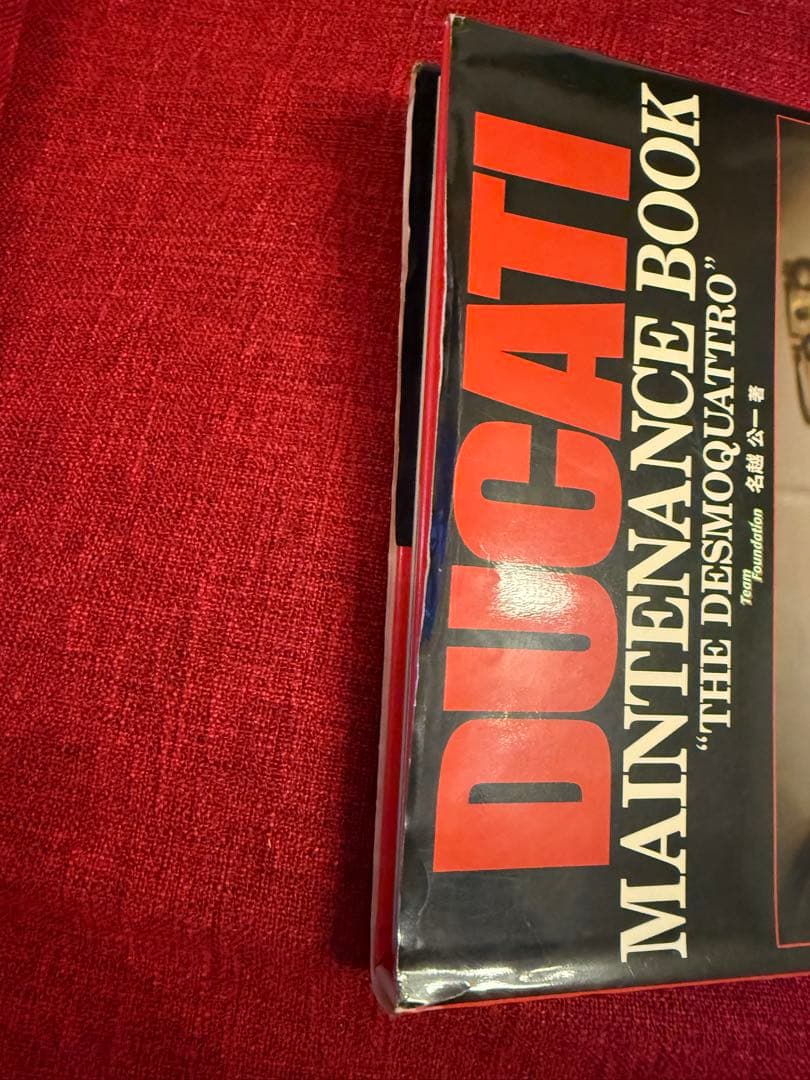 DUCATI
MAINTENANCE BOOK
“THE DESMOQUATTRO”
Team
Foundation 名越 公一 著